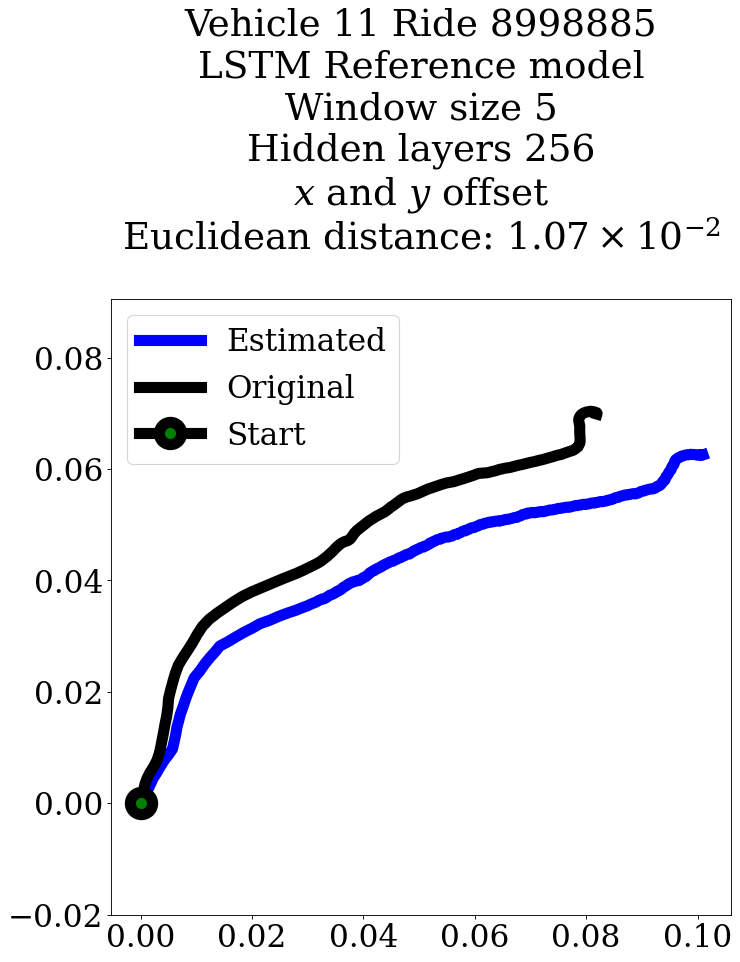 Vehicle 11 Ride 8998885
LSTM Reference model
Window size 5
Hidden layers 256
x and y offset
Euclidean distance: 1.07 × 10⁻²
Estimated
Original
Start
0.08
0.06
0.04
0.02
0.00
−0.02
0.00 0.02 0.04 0.06 0.08 0.10